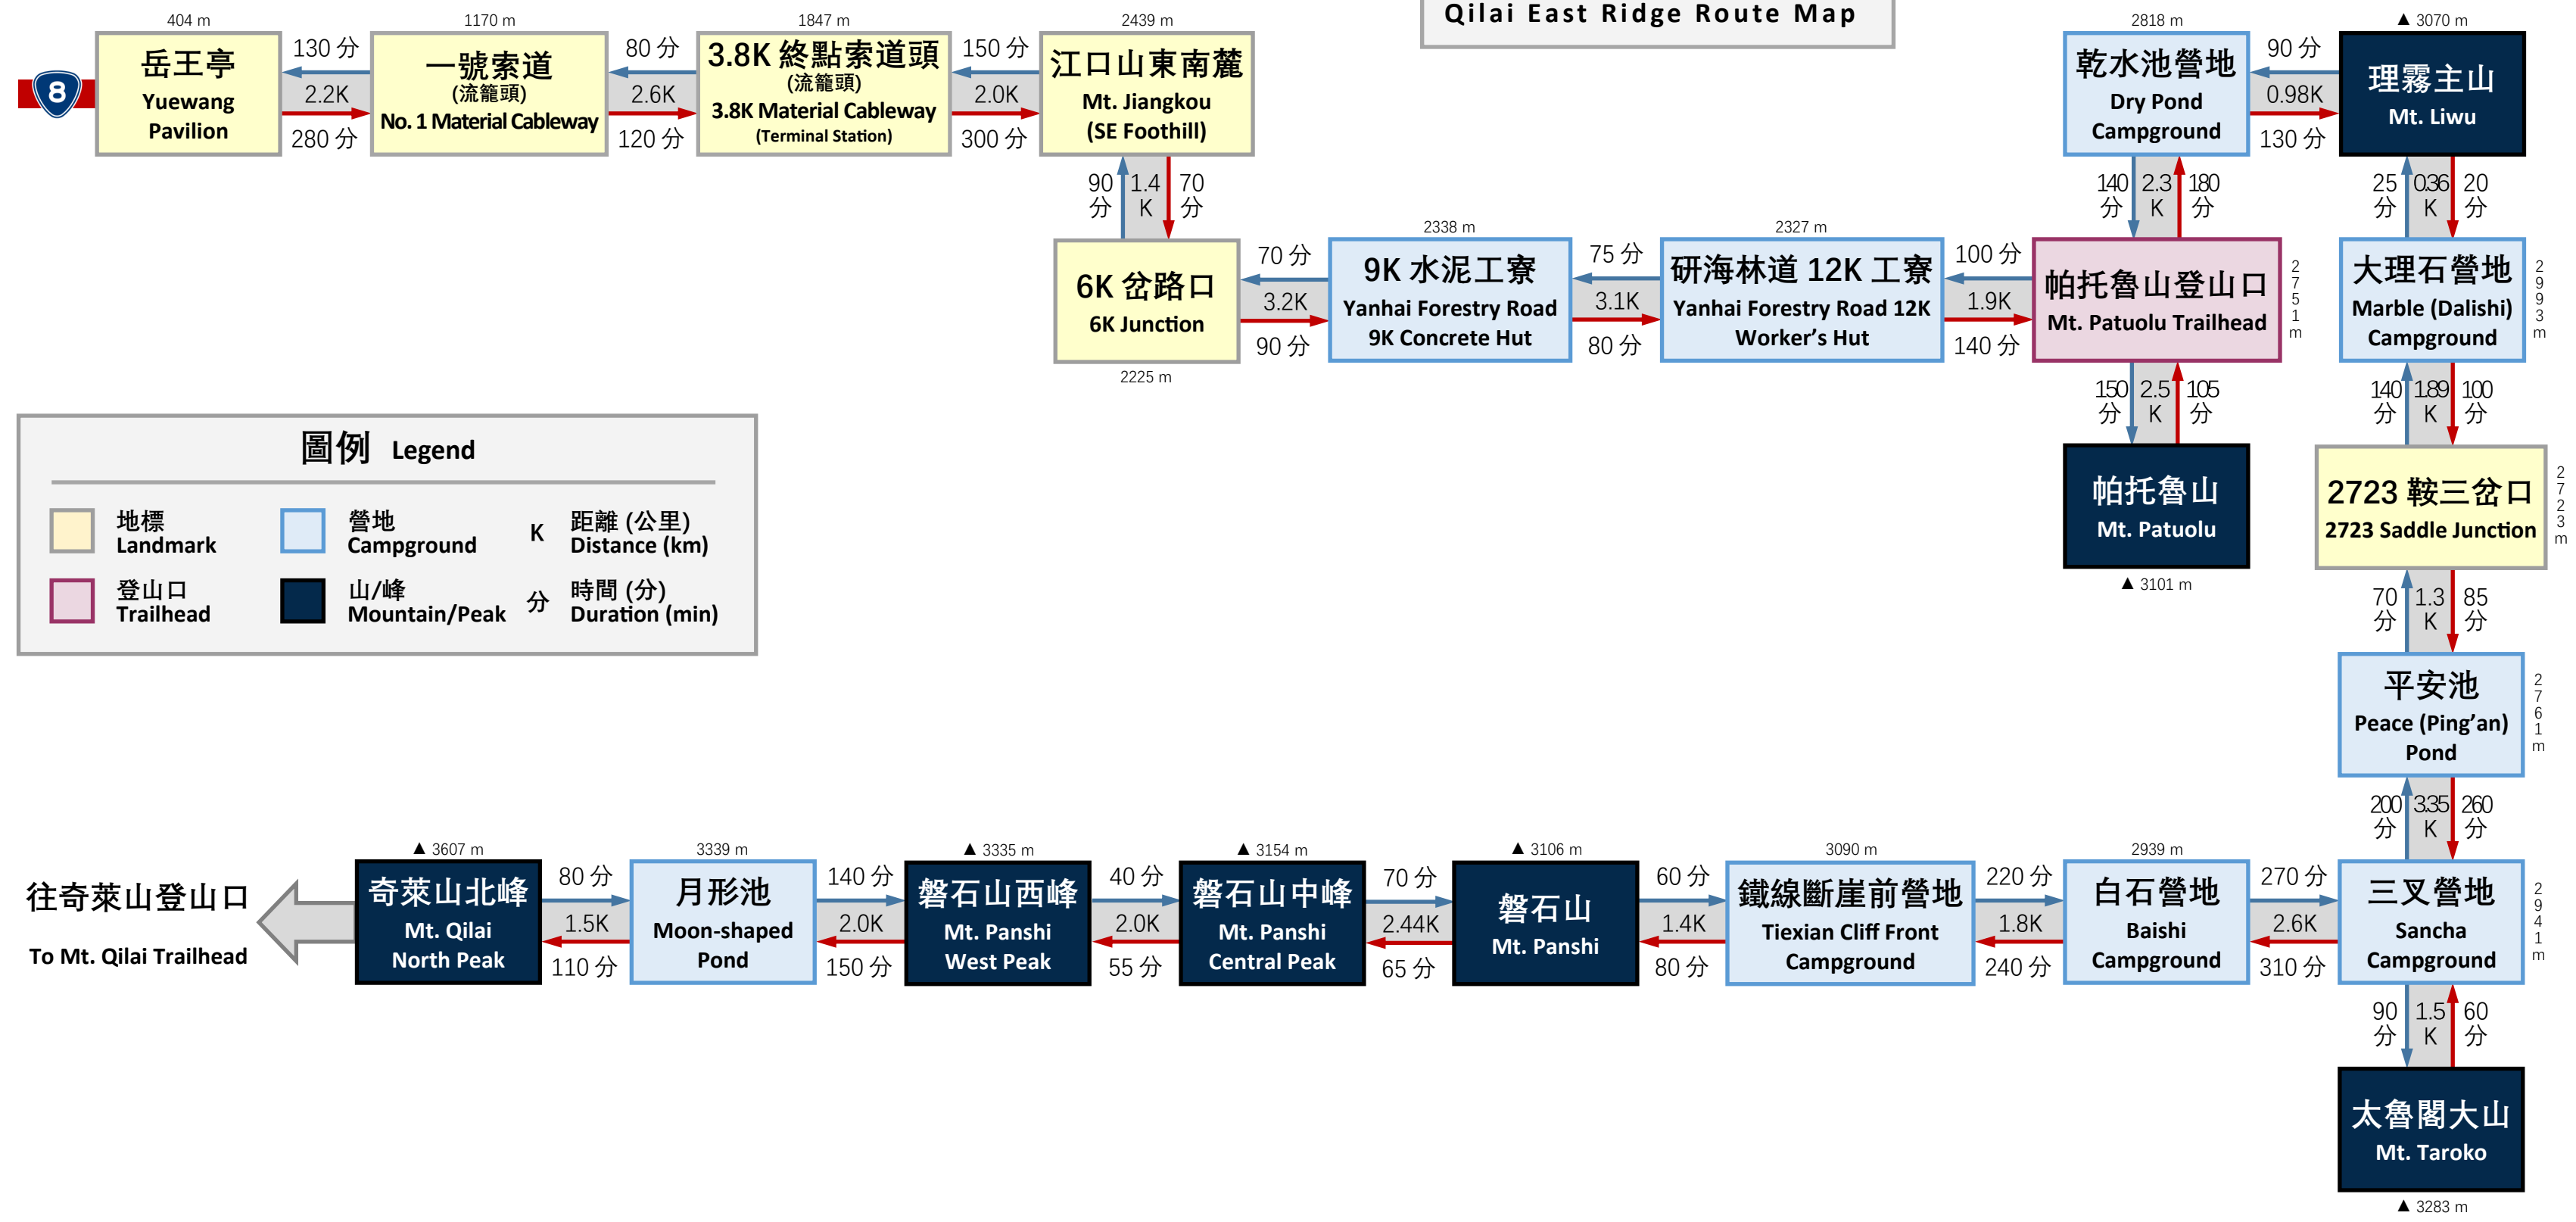 Qilai East Ridge Route Map
8
404 m
岳王亭
Yuewang
Pavilion
130 分
2.2K
280 分
1170 m
一號索道
(流籠頭)
No. 1 Material Cableway
80 分
2.6K
120 分
1847 m
3.8K 終點索道頭
(流籠頭)
3.8K Material Cableway
(Terminal Station)
150 分
2.0K
300 分
2439 m
江口山東南麓
Mt. Jiangkou
(SE Foothill)
90
分
1.4
K
70
分
6K 岔路口
6K Junction
2225 m
70 分
3.2K
90 分
2338 m
9K 水泥工寮
Yanhai Forestry Road
9K Concrete Hut
75 分
3.1K
80 分
2327 m
研海林道 12K 工寮
Yanhai Forestry Road 12K
Worker's Hut
100 分
1.9K
140 分
帕托魯山登山口
Mt. Patuolu Trailhead
2751m
150
分
2.5
K
105
分
帕托魯山
Mt. Patuolu
▲ 3101 m
140
分
2.3
K
180
分
2818 m
乾水池營地
Dry Pond
Campground
90 分
0.98K
130 分
▲ 3070 m
理霧主山
Mt. Liwu
25
分
0.36
K
20
分
大理石營地
Marble (Dalishi)
Campground
2993m
140
分
1.89
K
100
分
2723 鞍三岔口
2723 Saddle Junction
2723m
70
分
1.3
K
85
分
平安池
Peace (Ping’an)
Pond
2761m
200
分
3.35
K
260
分
三叉營地
Sancha
Campground
2941m
90
分
1.5
K
60
分
太魯閣大山
Mt. Taroko
▲ 3283 m
270 分
2.6K
310 分
2939 m
白石營地
Baishi
Campground
220 分
1.8K
240 分
3090 m
鐵線斷崖前營地
Tiexian Cliff Front
Campground
60 分
1.4K
80 分
▲ 3106 m
磐石山
Mt. Panshi
70 分
2.44K
65 分
▲ 3154 m
磐石山中峰
Mt. Panshi
Central Peak
40 分
2.0K
55 分
▲ 3335 m
磐石山西峰
Mt. Panshi
West Peak
140 分
2.0K
150 分
3339 m
月形池
Moon-shaped
Pond
80 分
1.5K
110 分
▲ 3607 m
奇萊山北峰
Mt. Qilai
North Peak
往奇萊山登山口
To Mt. Qilai Trailhead
圖例 Legend
地標
Landmark
營地
Campground
K
距離 (公里)
Distance (km)
登山口
Trailhead
山/峰
Mountain/Peak
分
時間 (分)
Duration (min)